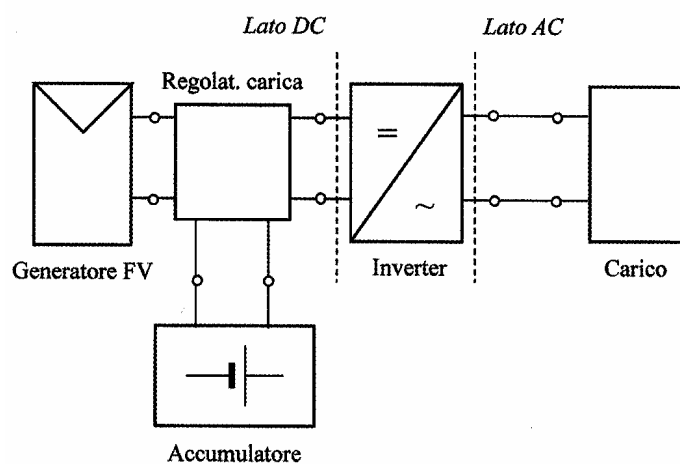 Lato DC
Lato AC
Regolat. carica
=
~
Generatore FV
Inverter
Carico
Accumulatore